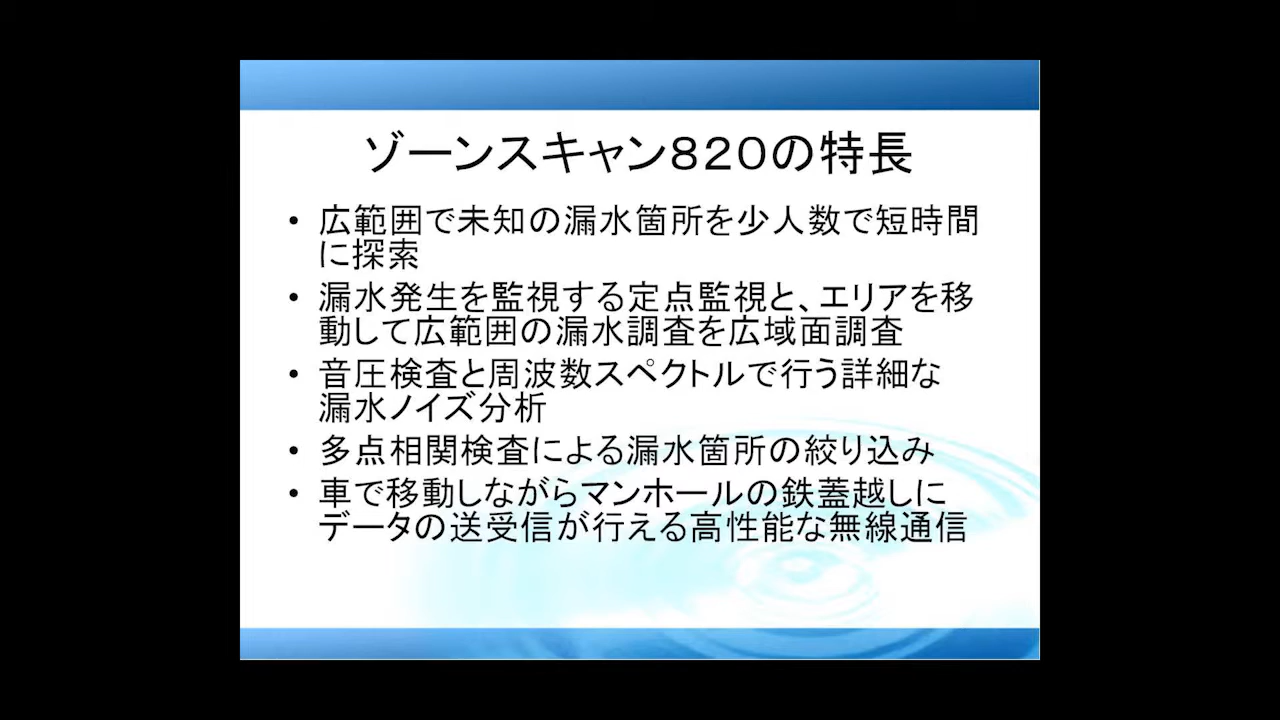 ゾーンスキャン820の特長
• 広範囲で未知の漏水箇所を少人数で短時間
に探索
• 漏水発生を監視する定点監視と、エリアを移
動して広範囲の漏水調査を広域面調査
• 音圧検査と周波数スペクトルで行う詳細な
漏水ノイズ分析
• 多点相関検査による漏水箇所の絞り込み
• 車で移動しながらマンホールの鉄蓋越しに
データの送受信が行える高性能な無線通信